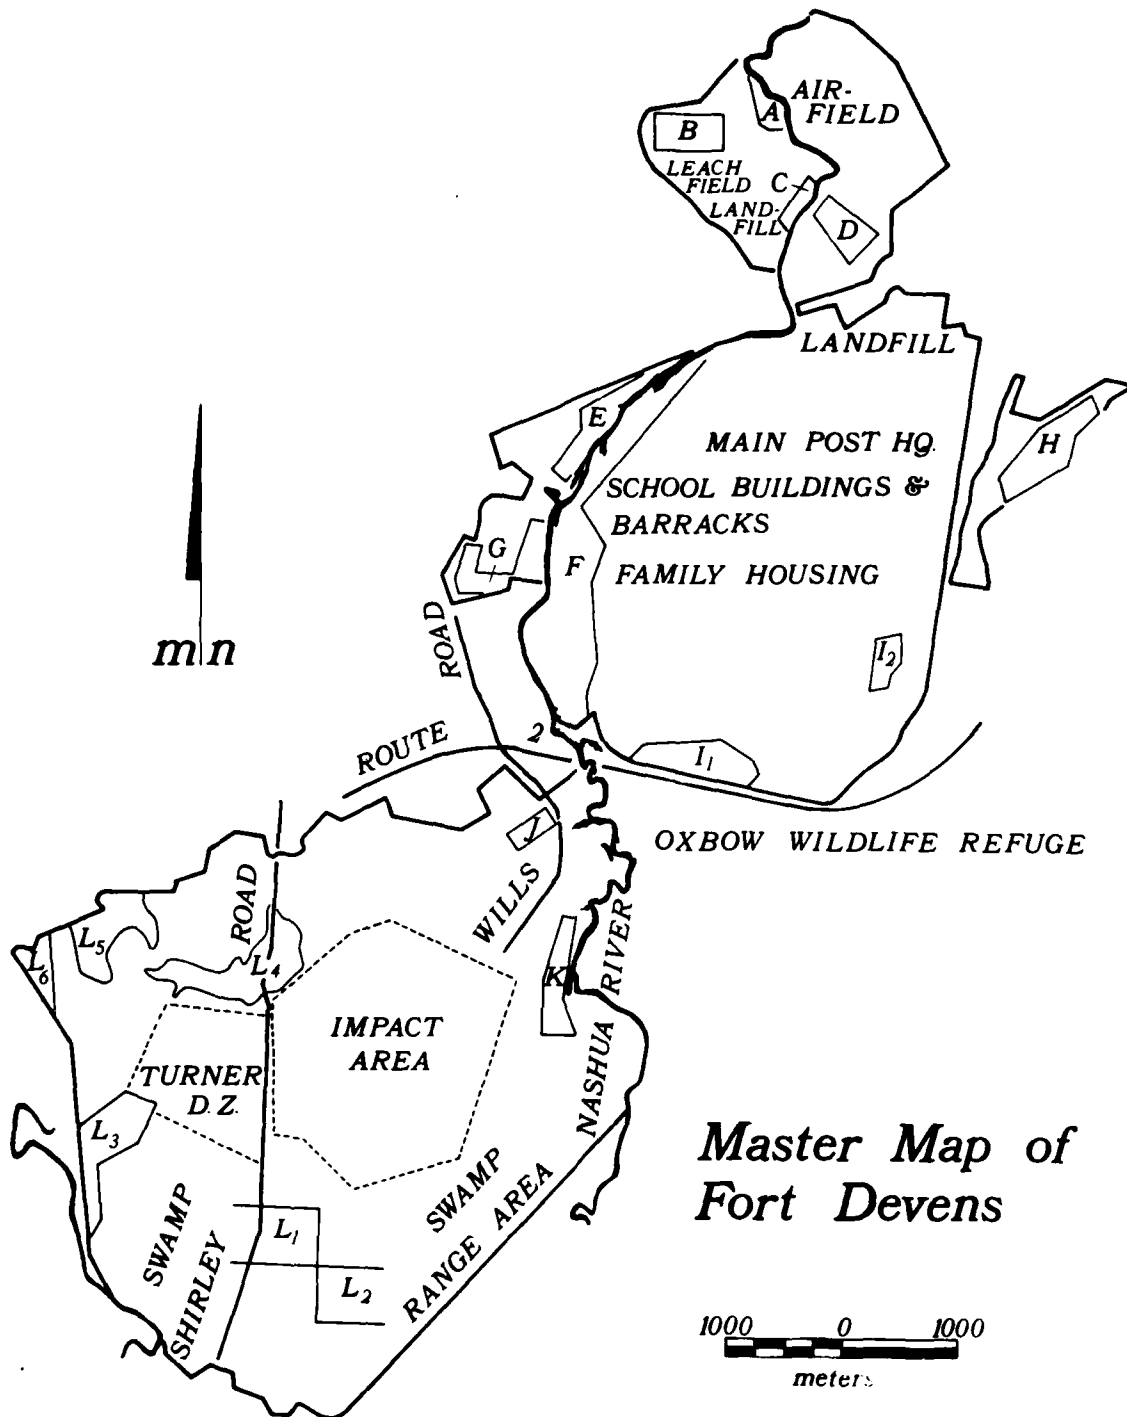 AIR-
FIELD
A
B
LEACH
FIELD
C
LAND-
FILL
D
LANDFILL
E
MAIN POST HQ.
H
SCHOOL BUILDINGS &
BARRACKS
G
F
FAMILY HOUSING
ROAD
m n
I2
2
ROUTE
I1
J
OXBOW WILDLIFE REFUGE
ROAD
WILLS
L5
L6
L4
K
RIVER
IMPACT
AREA
NASHUA
TURNER
D.Z.
L3
Master Map of
Fort Devens
SWAMP
SWAMP
RANGE AREA
L1
SHIRLEY
L2
1000 0 1000
meters